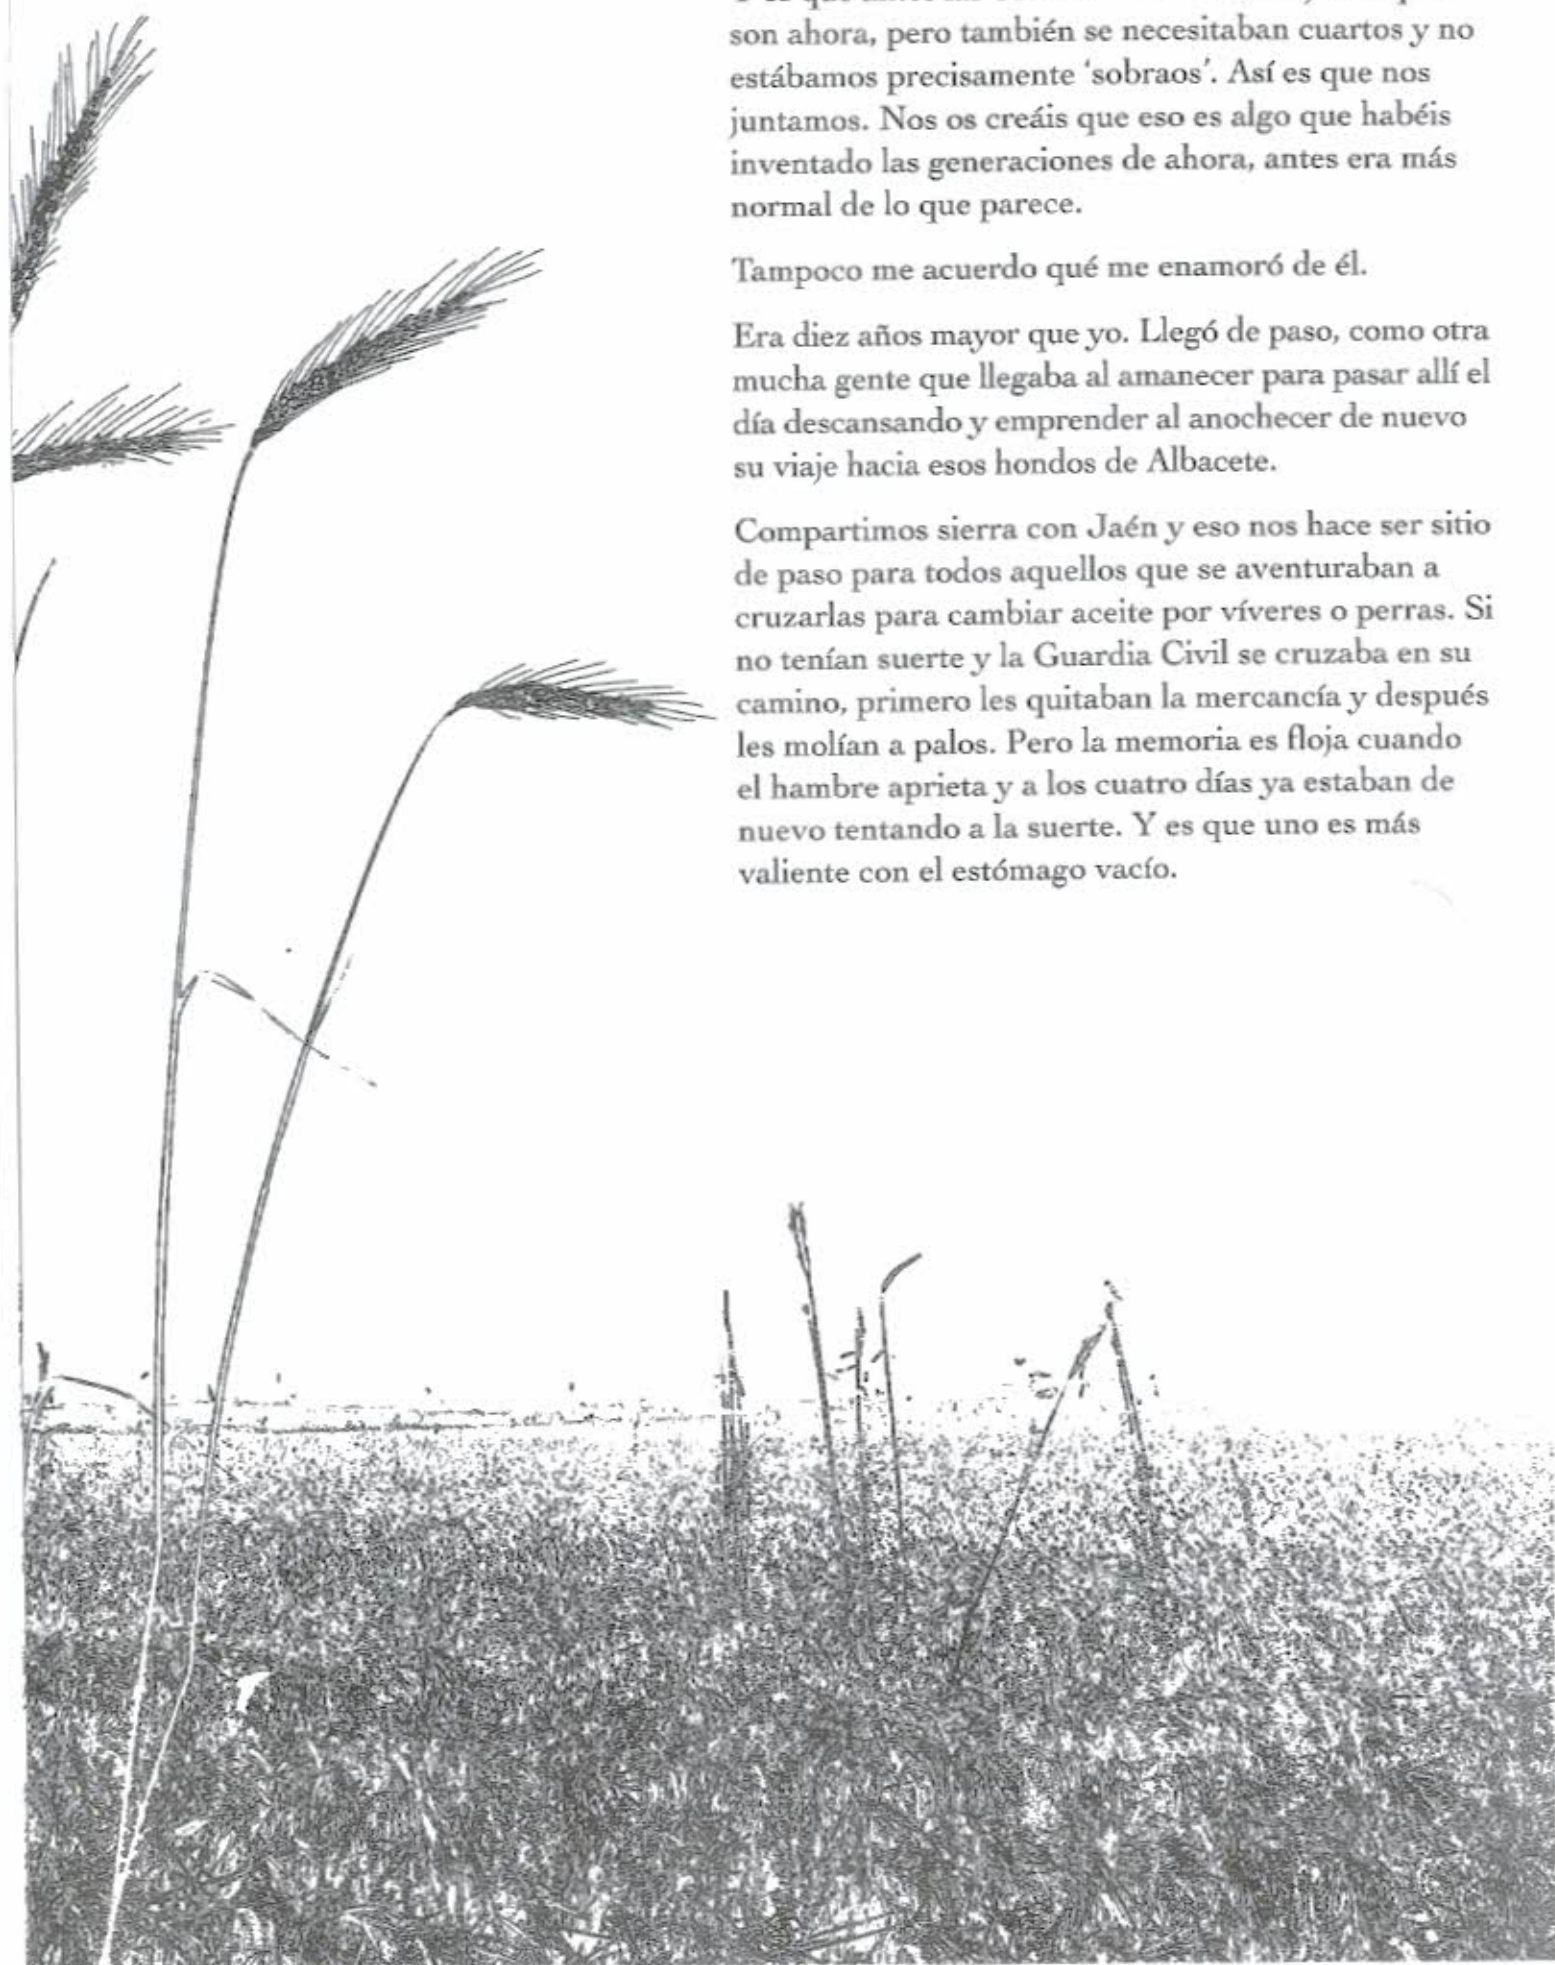 son ahora, pero también se necesitaban cuartos y no
estábamos precisamente ‘sobraos’. Así es que nos
juntamos. Nos os creáis que eso es algo que habéis
inventado las generaciones de ahora, antes era más
normal de lo que parece.
Tampoco me acuerdo qué me enamoró de él.
Era diez años mayor que yo. Llegó de paso, como otra
mucha gente que llegaba al amanecer para pasar allí el
día descansando y emprender al anochecer de nuevo
su viaje hacia esos hondos de Albacete.
Compartimos sierra con Jaén y eso nos hace ser sitio
de paso para todos aquellos que se aventuraban a
cruzarlas para cambiar aceite por víveres o perras. Si
no tenían suerte y la Guardia Civil se cruzaba en su
camino, primero les quitaban la mercancía y después
les molían a palos. Pero la memoria es floja cuando
el hambre aprieta y a los cuatro días ya estaban de
nuevo tentando a la suerte. Y es que uno es más
valiente con el estómago vacío.